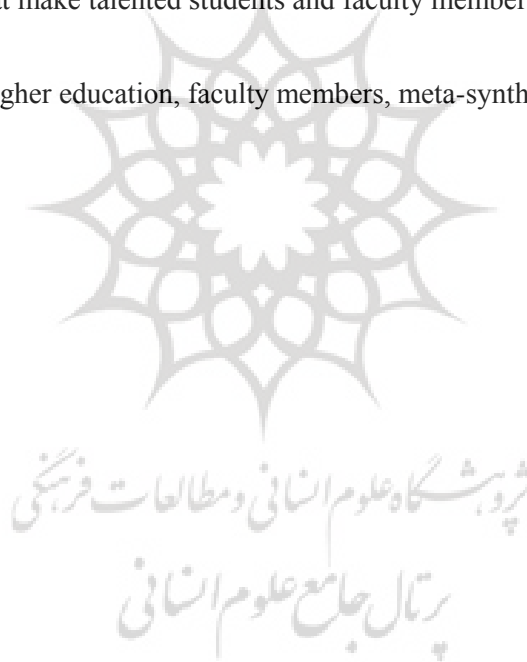 at make talented students and faculty member
gher education, faculty members, meta-synth
پژوهشگاه علوم انسانی و مطالعات فرهنگی
پرتال جامع علوم انسانی